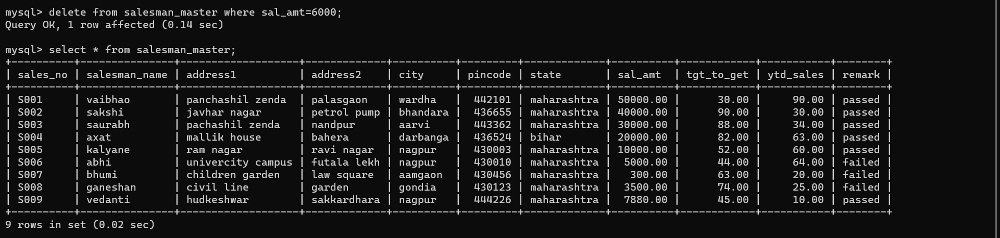 mysql> delete from salesman_master where sal_amt=6000;
Query OK, 1 row affected (0.14 sec)
mysql> select * from salesman_master;
+----------+---------------+-------------------+-------------+----------+---------+-------------+----------+------------+-----------+--------+
| sales_no | salesman_name | address1          | address2    | city     | pincode | state       | sal_amt  | tgt_to_get | ytd_sales | remark |
+----------+---------------+-------------------+-------------+----------+---------+-------------+----------+------------+-----------+--------+
| S001     | vaibhao       | panchashil zenda  | palasgaon   | wardha   |  442101 | maharashtra | 50000.00 |      30.00 |     90.00 | passed |
| S002     | sakshi        | javhar nagar      | petrol pump | bhandara |  436655 | maharashtra | 40000.00 |      90.00 |     30.00 | passed |
| S003     | saurabh       | pachashil zenda   | nandpur     | aarvi    |  443362 | maharashtra | 30000.00 |      88.00 |     34.00 | passed |
| S004     | axat          | mallik house      | bahera      | darbanga |  436524 | bihar       | 20000.00 |      82.00 |     63.00 | passed |
| S005     | kalyane       | ram nagar         | ravi nagar  | nagpur   |  430003 | maharashtra | 10000.00 |      52.00 |     60.00 | passed |
| S006     | abhi          | univercity campus | futala lekh | nagpur   |  430010 | maharashtra |  5000.00 |      44.00 |     64.00 | failed |
| S007     | bhumi         | children garden   | law square  | aamgaon  |  430456 | maharashtra |   300.00 |      63.00 |     20.00 | failed |
| S008     | ganeshan      | civil line        | garden      | gondia   |  430123 | maharashtra |  3500.00 |      74.00 |     25.00 | failed |
| S009     | vedanti       | hudkeshwar        | sakkardhara | nagpur   |  444226 | maharashtra |  7880.00 |      45.00 |     10.00 | passed |
+----------+---------------+-------------------+-------------+----------+---------+-------------+----------+------------+-----------+--------+
9 rows in set (0.02 sec)